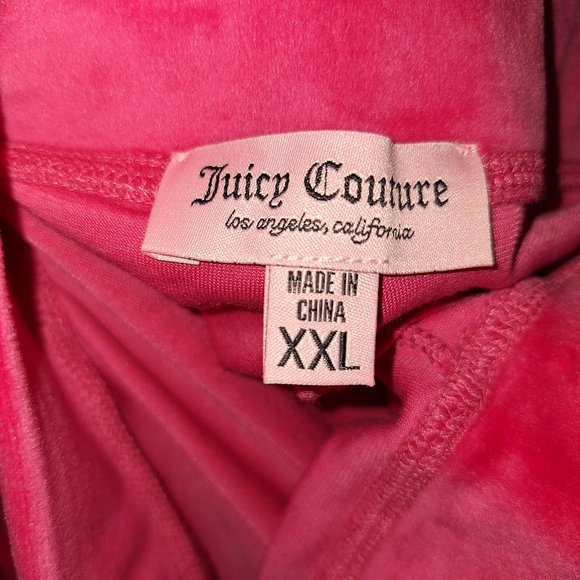 Juicy Couture
los angeles, california
MADE IN
CHINA
XXL